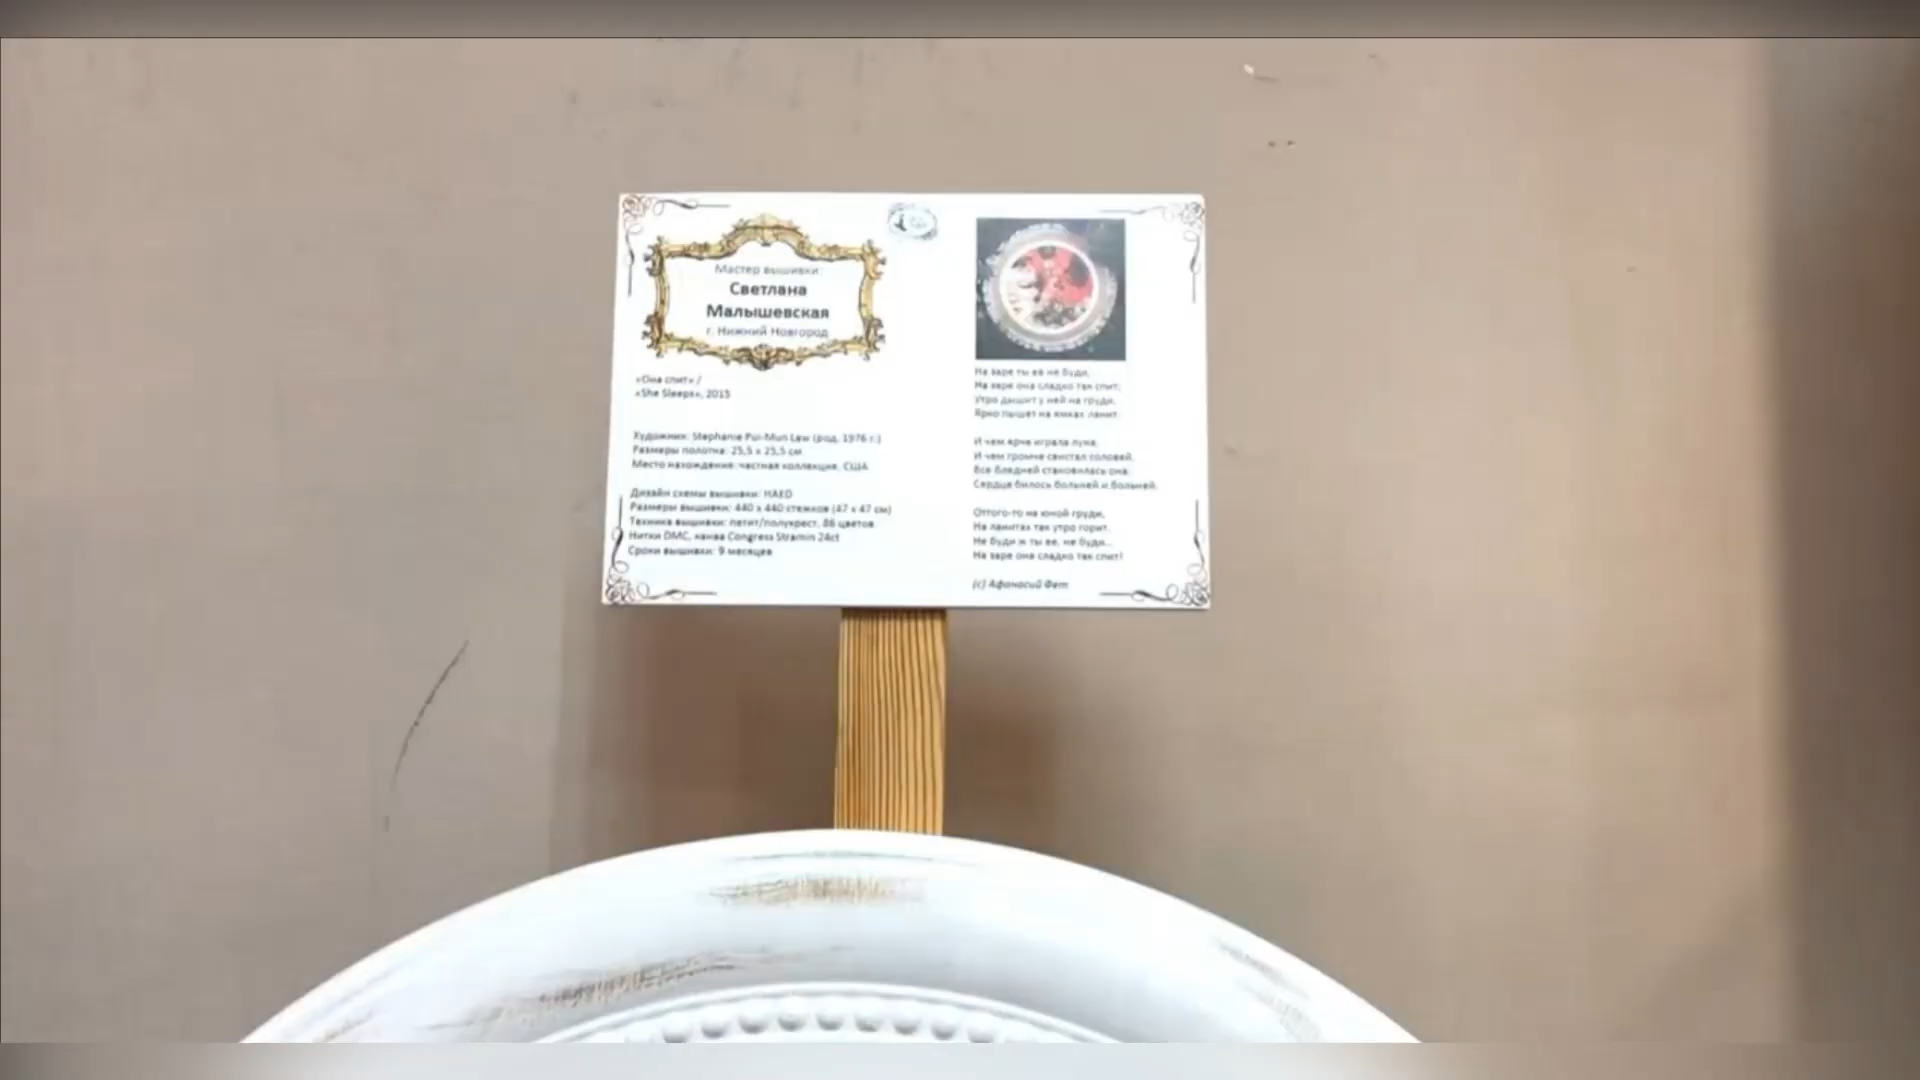 Мастер вышивки:
Светлана
Малышевская
г. Нижний Новгород
«Она спит» /
«She Sleeps», 2015
Художник: Stephanie Pui-Mun Law (род. 1976 г.)
Размеры полотна: 25,5 x 25,5 см
Место нахождения: частная коллекция, США
Дизайн схемы вышивки: HAED
Размеры вышивки: 440 x 440 стежков (47 x 47 см)
Техника вышивки: петит/полукрест, 86 цветов
Нитки DMC, канва Congress Stramin 24ct
Сроки вышивки: 9 месяцев
На заре ты ее не буди,
На заре она сладко так спит;
Утро дышит у ней на груди,
Ярко пышет на ямках ланит.
И чем ярче играла луна,
И чем громче свистал соловей,
Все бледней становилась она,
Сердце билось больней и больней.
Оттого-то на юной груди,
На ланитах так утро горит.
Не буди ж ты ее, не буди...
На заре она сладко так спит!
(с) Афанасий Фет